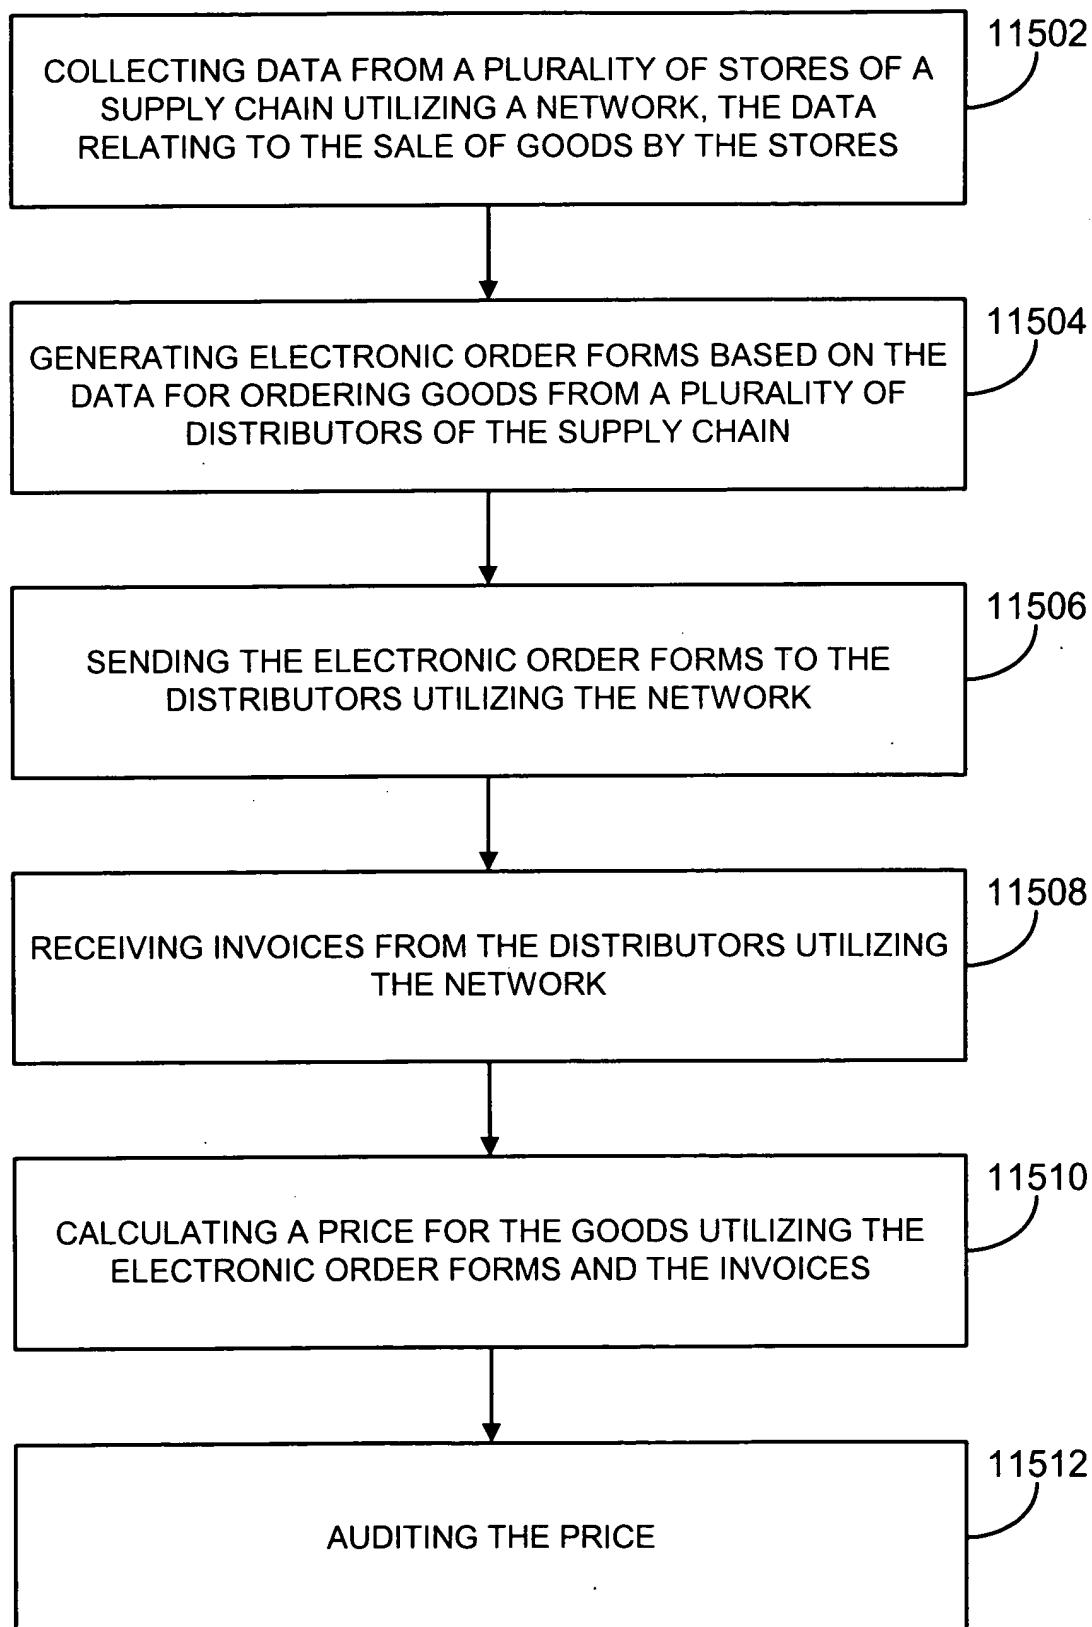 11502
COLLECTING DATA FROM A PLURALITY OF STORES OF A
SUPPLY CHAIN UTILIZING A NETWORK, THE DATA
RELATING TO THE SALE OF GOODS BY THE STORES
11504
GENERATING ELECTRONIC ORDER FORMS BASED ON THE
DATA FOR ORDERING GOODS FROM A PLURALITY OF
DISTRIBUTORS OF THE SUPPLY CHAIN
11506
SENDING THE ELECTRONIC ORDER FORMS TO THE
DISTRIBUTORS UTILIZING THE NETWORK
11508
RECEIVING INVOICES FROM THE DISTRIBUTORS UTILIZING
THE NETWORK
11510
CALCULATING A PRICE FOR THE GOODS UTILIZING THE
ELECTRONIC ORDER FORMS AND THE INVOICES
11512
AUDITING THE PRICE